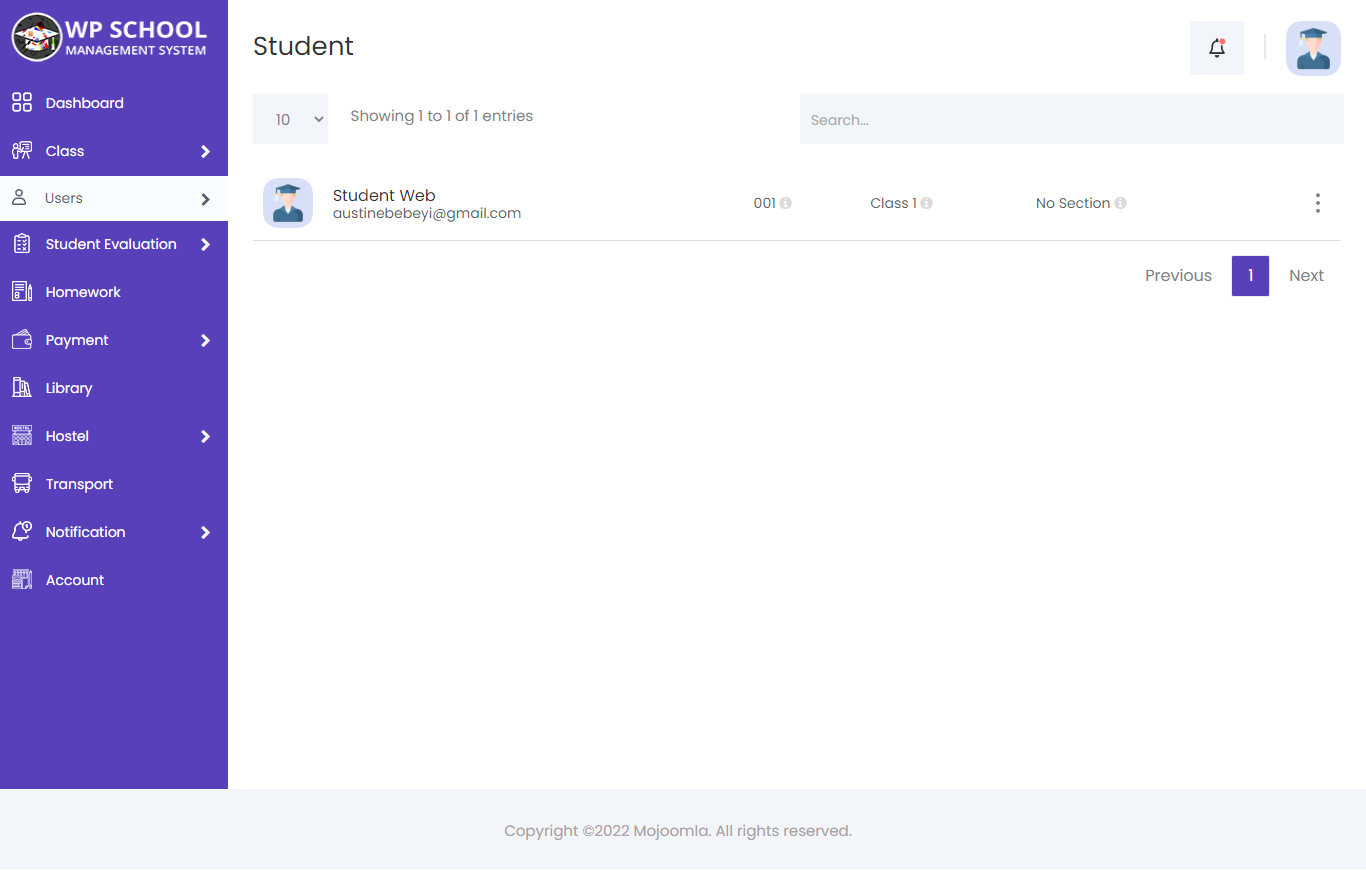 WP SCHOOL
MANAGEMENT SYSTEM
Dashboard
Class
Users
Student Evaluation
Homework
Payment
Library
Hostel
Transport
Notification
Account
Student
10
Showing 1 to 1 of 1 entries
Search...
Student Web
austinebebeyi@gmail.com
001
Class 1
No Section
Previous
1
Next
Copyright ©2022 Mojoomla. All rights reserved.